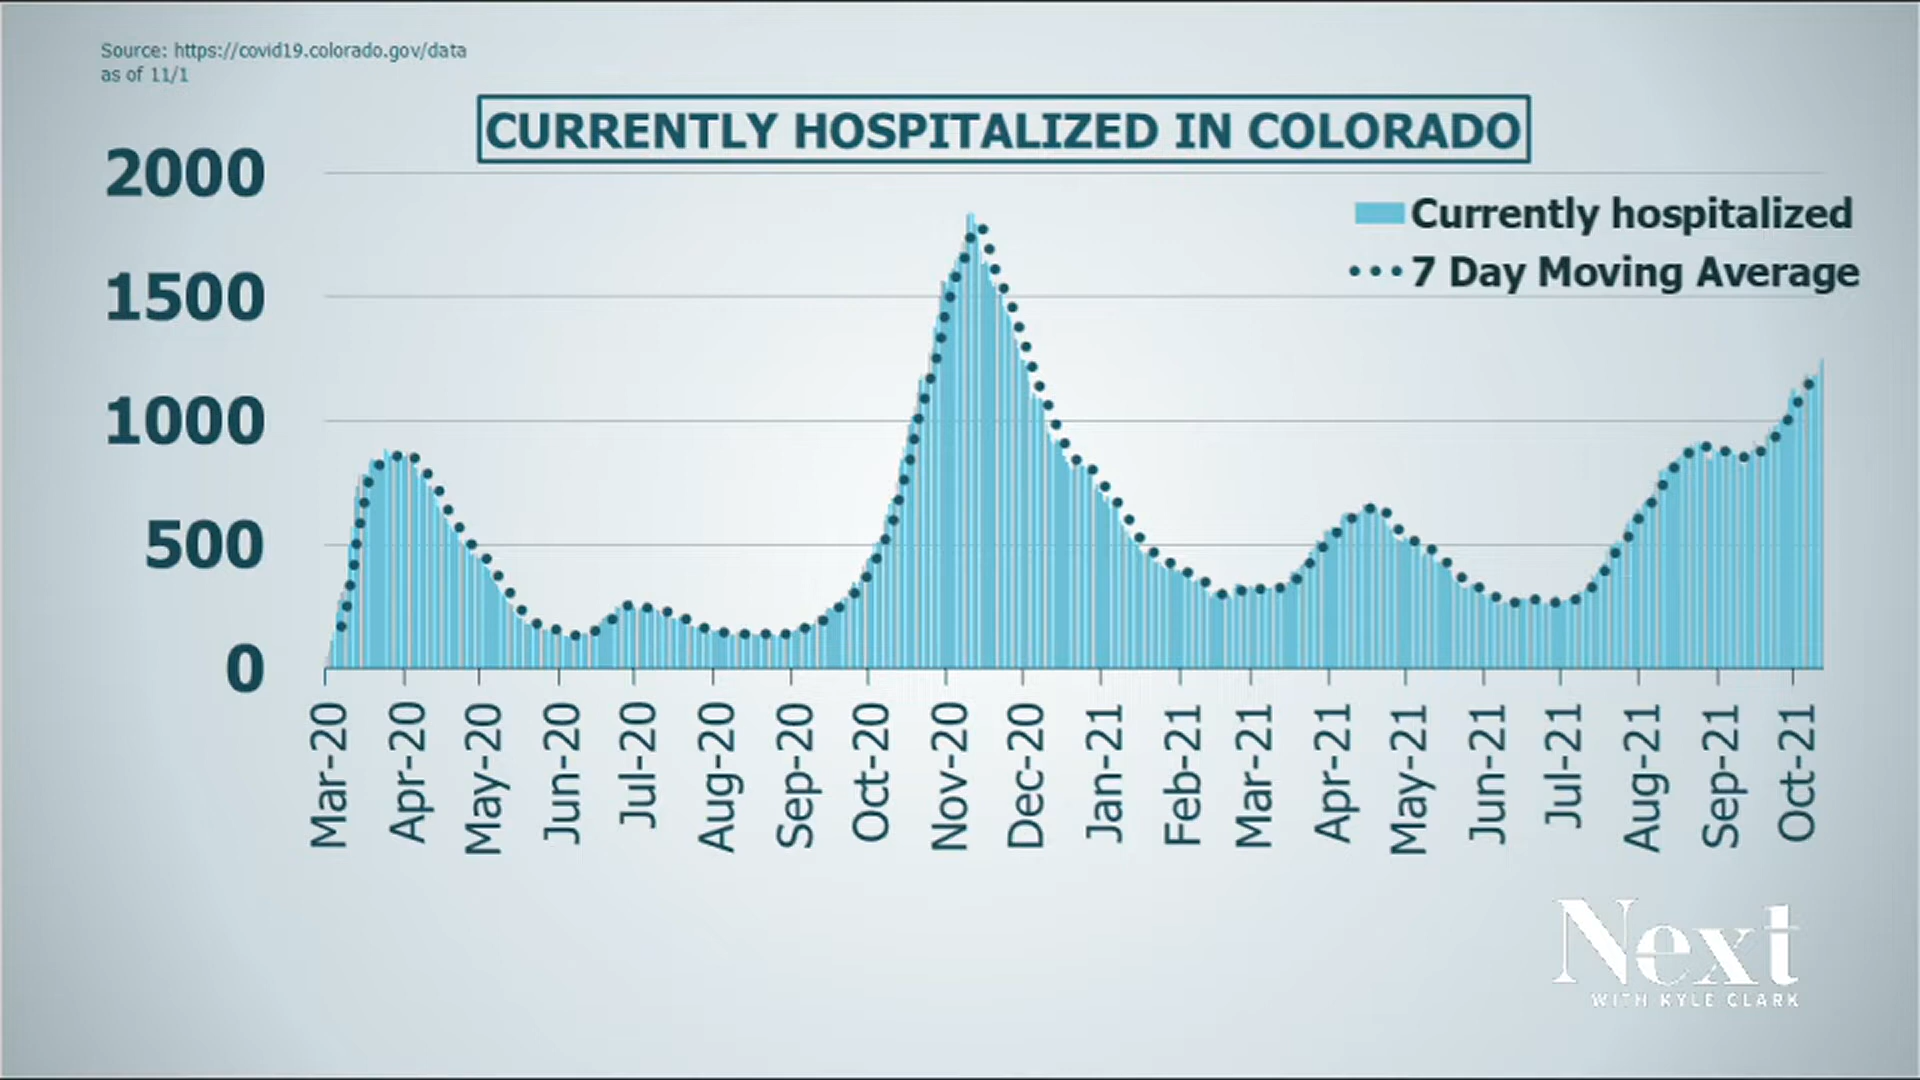 Source: https://covid19.colorado.gov/data
as of 11/1
CURRENTLY HOSPITALIZED IN COLORADO
2000
1500
1000
500
0
Currently hospitalized
7 Day Moving Average
Mar-20
Apr-20
May-20
Jun-20
Jul-20
Aug-20
Sep-20
Oct-20
Nov-20
Dec-20
Jan-21
Feb-21
Mar-21
Apr-21
May-21
Jun-21
Jul-21
Aug-21
Sep-21
Oct-21
Next
WITH KYLE CLARK